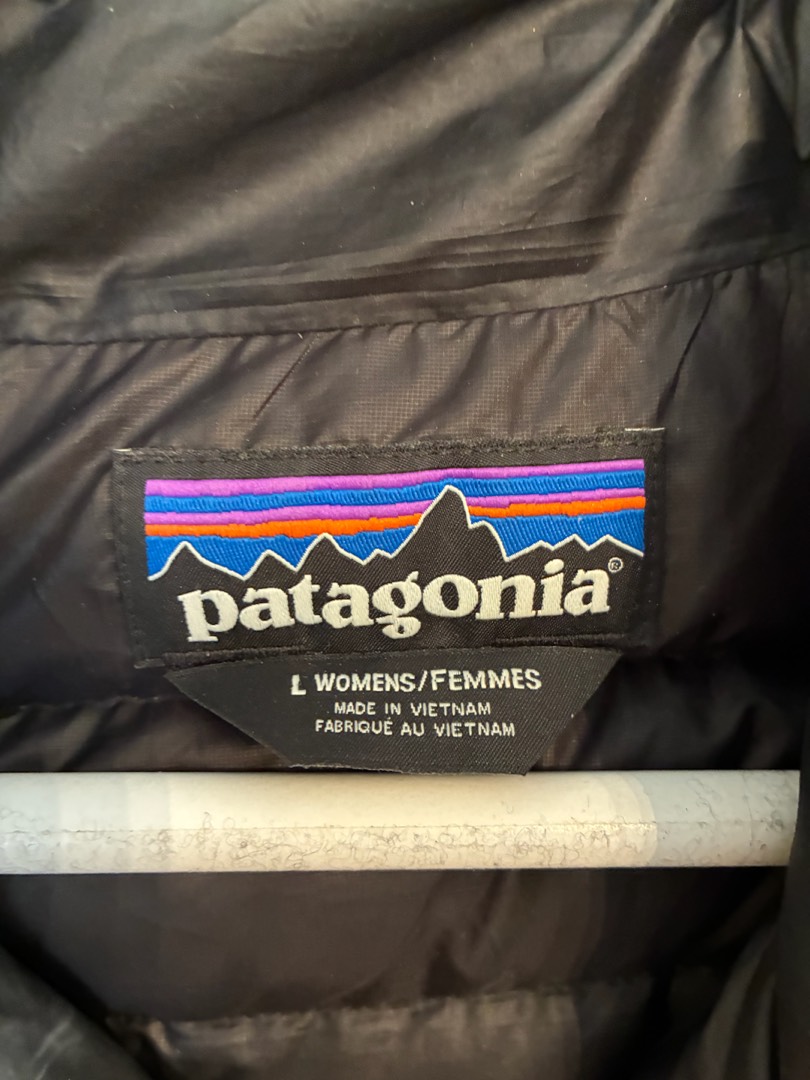 patagonia®
L WOMENS/FEMMES
MADE IN VIETNAM
FABRIQUÉ AU VIETNAM